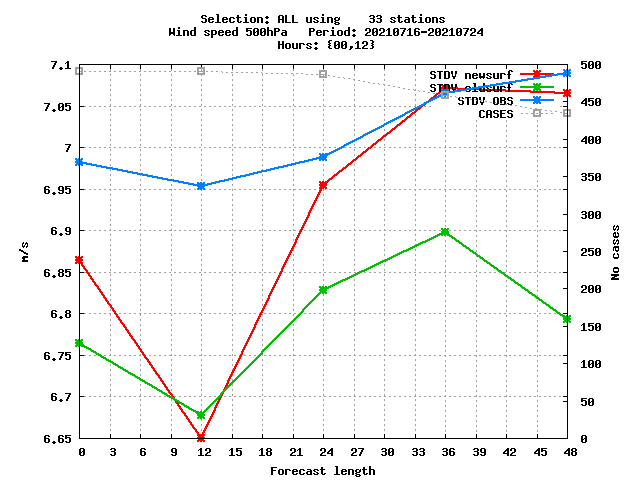 Selection: ALL using    33 stations
Wind speed 500hPa   Period: 20210716-20210724
Hours: {00,12}
STDV newsurf
STDV oldsurf
STDV OBS
CASES
7.1
7.05
7
6.95
6.9
6.85
6.8
6.75
6.7
6.65
m/s
500
450
400
350
300
250
200
150
100
50
0
No cases
0 3 6 9 12 15 18 21 24 27 30 33 36 39 42 45 48
Forecast length